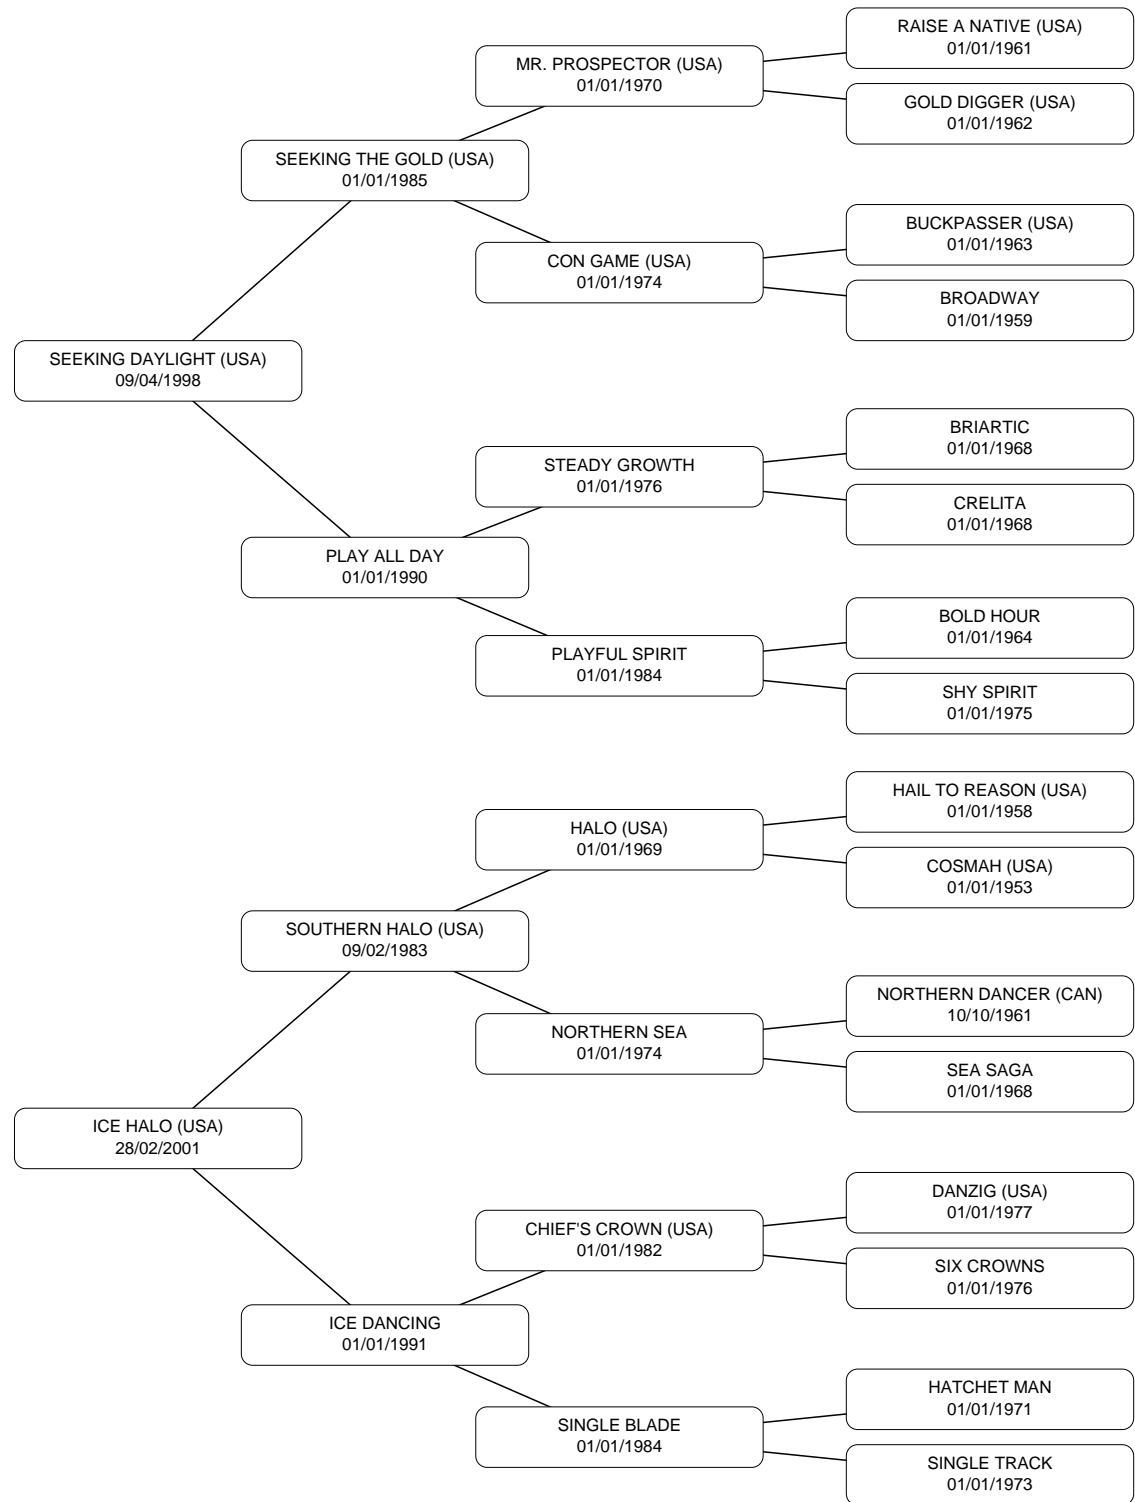 RAISE A NATIVE (USA)
01/01/1961
MR. PROSPECTOR (USA)
01/01/1970
GOLD DIGGER (USA)
01/01/1962
SEEKING THE GOLD (USA)
01/01/1985
BUCKPASSER (USA)
01/01/1963
CON GAME (USA)
01/01/1974
BROADWAY
01/01/1959
SEEKING DAYLIGHT (USA)
09/04/1998
BRIARTIC
01/01/1968
STEADY GROWTH
01/01/1976
CRELITA
01/01/1968
PLAY ALL DAY
01/01/1990
BOLD HOUR
01/01/1964
PLAYFUL SPIRIT
01/01/1984
SHY SPIRIT
01/01/1975
HAIL TO REASON (USA)
01/01/1958
HALO (USA)
01/01/1969
COSMAH (USA)
01/01/1953
SOUTHERN HALO (USA)
09/02/1983
NORTHERN DANCER (CAN)
10/10/1961
NORTHERN SEA
01/01/1974
SEA SAGA
01/01/1968
ICE HALO (USA)
28/02/2001
DANZIG (USA)
01/01/1977
CHIEF'S CROWN (USA)
01/01/1982
SIX CROWNS
01/01/1976
ICE DANCING
01/01/1991
HATCHET MAN
01/01/1971
SINGLE BLADE
01/01/1984
SINGLE TRACK
01/01/1973